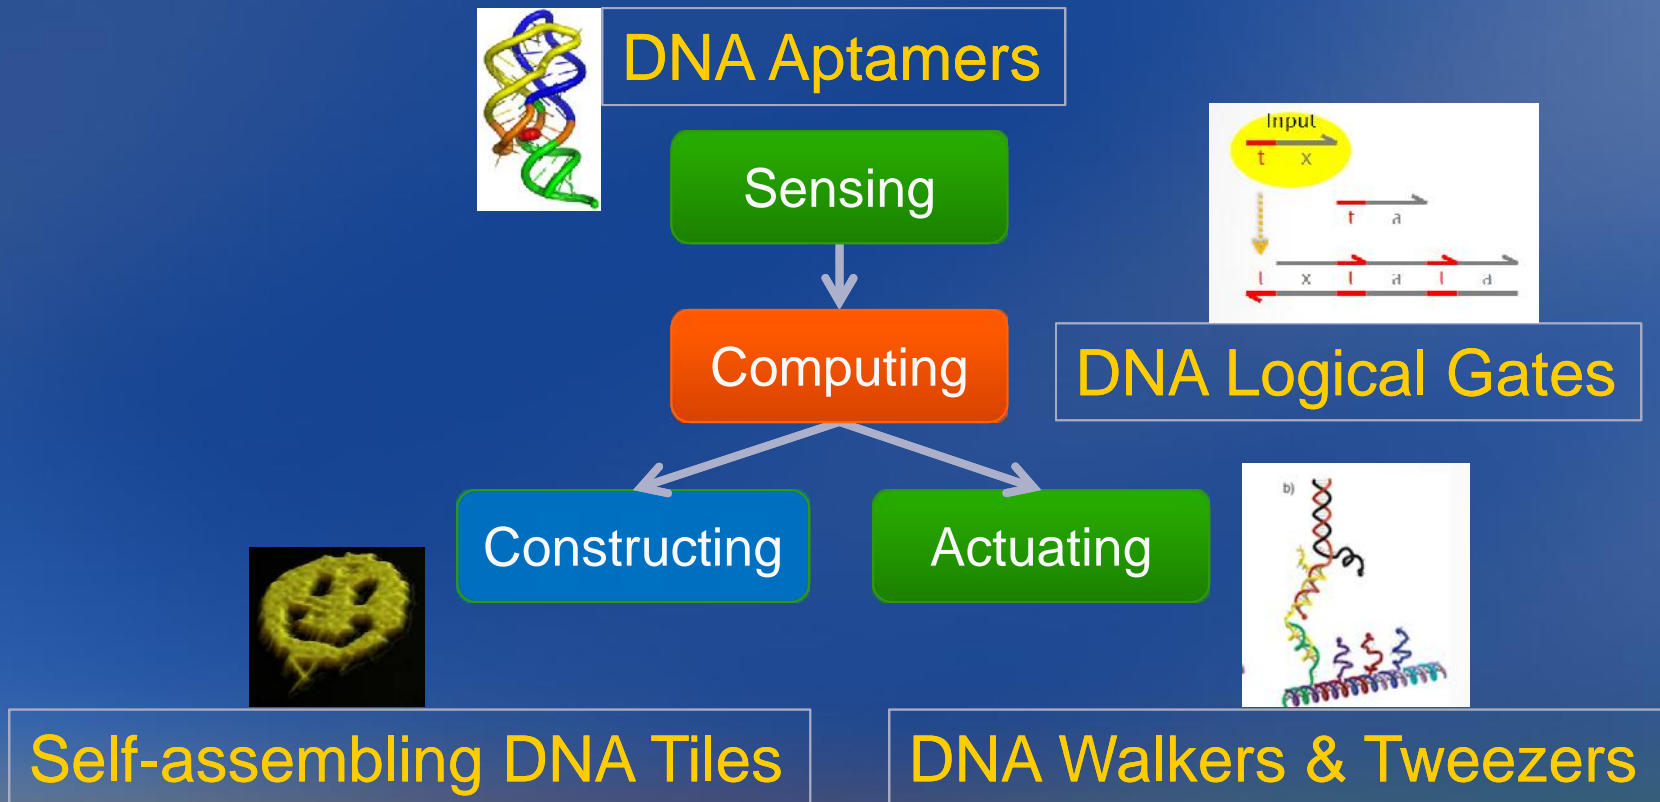 DNA Aptamers
Sensing
Input
t x
t a
t x t a t a
Computing
DNA Logical Gates
b)
Constructing
Actuating
Self-assembling DNA Tiles
DNA Walkers & Tweezers